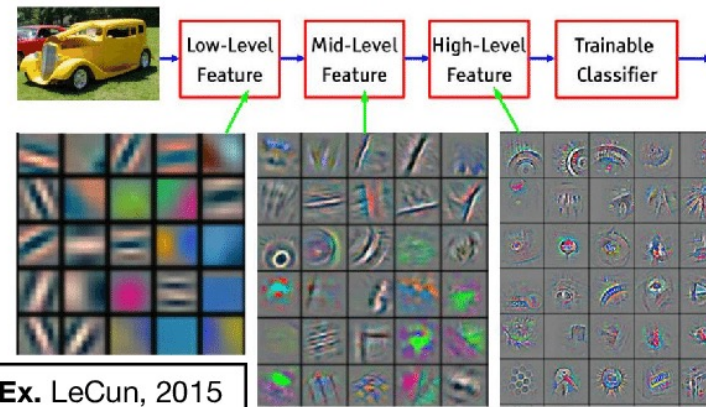 Low-Level
Feature
Mid-Level
Feature
High-Level
Feature
Trainable
Classifier
Ex. LeCun, 2015